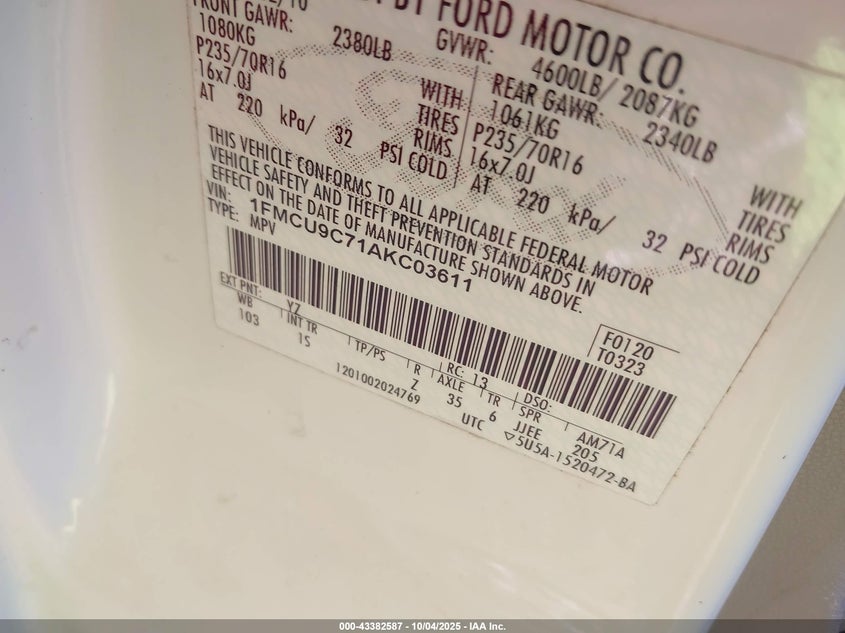 BY FORD MOTOR CO.
FRONT GAWR: 2380LB
1080KG
P235/70R16 WITH
16x7.0J TIRES
AT 220 kPa/ 32 RIMS
PSI COLD
GVWR: 4600LB/ 2087KG
REAR GAWR: 2340LB
1061KG
P235/70R16 WITH
16x7.0J TIRES
AT 220 kPa/ 32 RIMS
PSI COLD
THIS VEHICLE CONFORMS TO ALL APPLICABLE FEDERAL MOTOR
VEHICLE SAFETY AND THEFT PREVENTION STANDARDS IN
EFFECT ON THE DATE OF MANUFACTURE SHOWN ABOVE.
VIN: 1FMCU9C71AKC03611
TYPE: MPV
F0120
T0323
EXT PNT: YZ RC: 13 DSO:
WB INT TR TP/PS R AXLE TR SPR AM71A
103 1S Z 35 6 JJEE 205
1201002024769 UTC ▽5U5A-1520472-BA
000-43382587 - 10/04/2025 - IAA Inc.